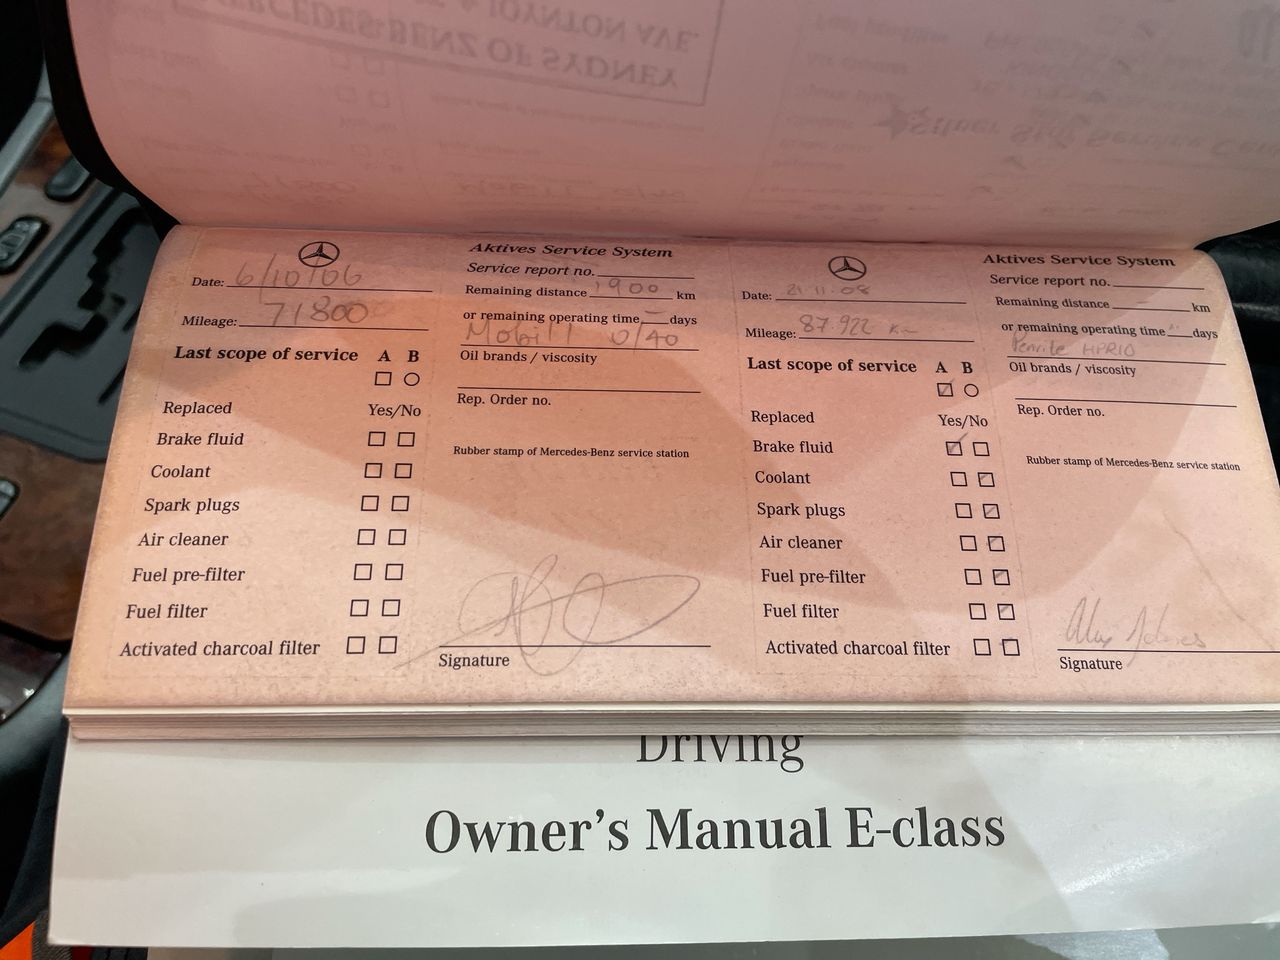 MERCEDES-BENZ OF SYDNEY
JOYNTON AVE.
Silver Star Service
Date: 6/10/06
Mileage: 71800
Last scope of service A B
Replaced Yes/No
Brake fluid
Coolant
Spark plugs
Air cleaner
Fuel pre-filter
Fuel filter
Activated charcoal filter
Aktives Service System
Service report no.
Remaining distance 1900 km
or remaining operating time — days
Mobil 1 0/40
Oil brands / viscosity
Rep. Order no.
Rubber stamp of Mercedes-Benz service station
Signature
Date: 21.11.08
Mileage: 87.922 km
Last scope of service A B
Replaced Yes/No
Brake fluid
Coolant
Spark plugs
Air cleaner
Fuel pre-filter
Fuel filter
Activated charcoal filter
Aktives Service System
Service report no.
Remaining distance — km
or remaining operating time days
Penrite HPR10
Oil brands / viscosity
Rep. Order no.
Rubber stamp of Mercedes-Benz service station
Signature
Driving
Owner's Manual E-class